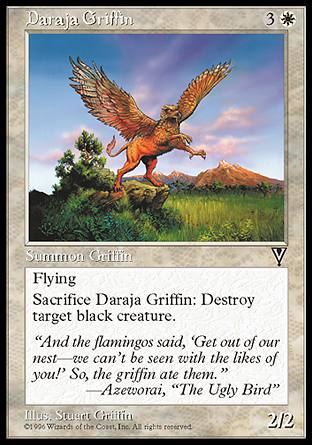 Daraja Griffin 3
Summon Griffin
Flying
Sacrifice Daraja Griffin: Destroy
target black creature.
“And the flamingos said, ‘Get out of our
nest—we can’t be seen with the likes of
you!’ So, the griffin ate them.”
—Azeworai, “The Ugly Bird”
Illus. Stuart Griffin
©1996 Wizards of the Coast, Inc. All rights reserved.
2/2